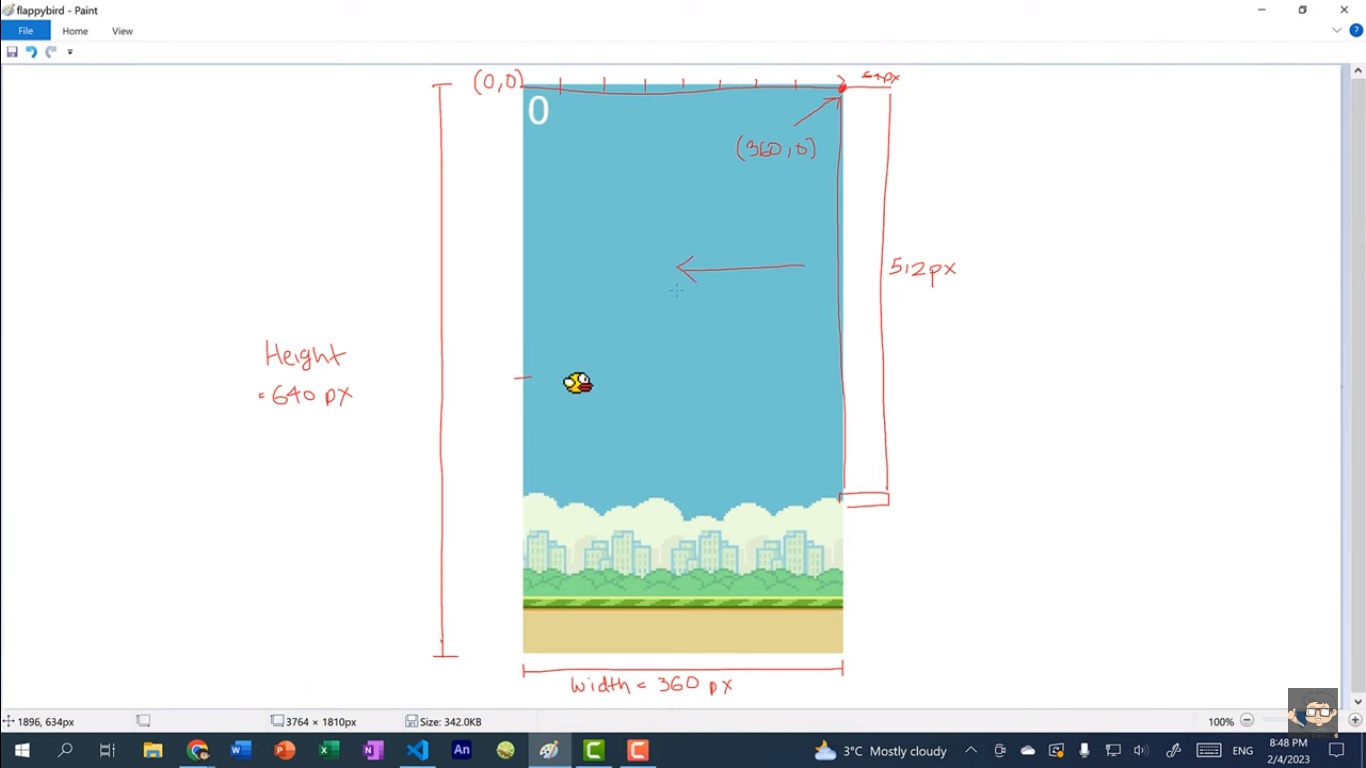 flappybird - Paint
File Home View
(0,0)
64px
0
(360,0)
512px
Height
= 640 px
width = 360 px
1896, 634px
3764 × 1810px
Size: 342.0KB
100%
3°C Mostly cloudy
ENG
8:48 PM
2/4/2023